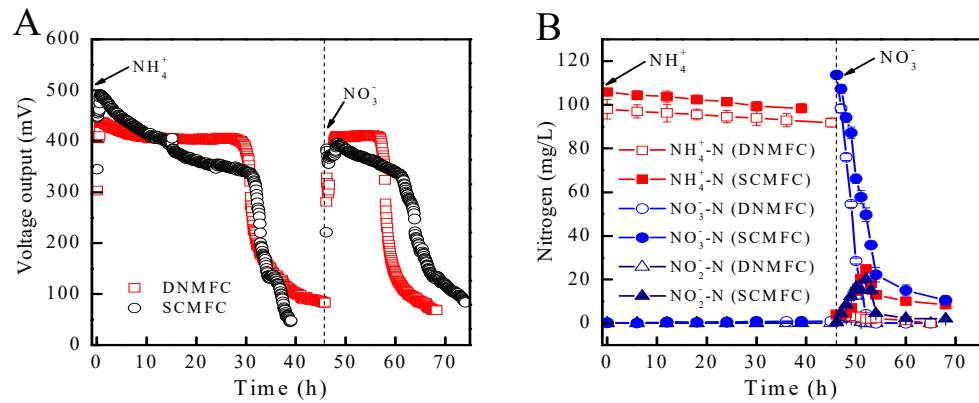 A
600
500
400
300
200
100
0
Voltage output (mV)
NH₄⁺
NO₃⁻
DNMFC
SCMFC
0 10 20 30 40 50 60 70
Time (h)
B
120
100
80
60
40
20
0
Nitrogen (mg/L)
NH₄⁺
NO₃⁻
NH₄⁺-N (DNMFC)
NH₄⁺-N (SCMFC)
NO₃⁻-N (DNMFC)
NO₃⁻-N (SCMFC)
NO₂⁻-N (DNMFC)
NO₂⁻-N (SCMFC)
0 10 20 30 40 50 60 70
Time (h)